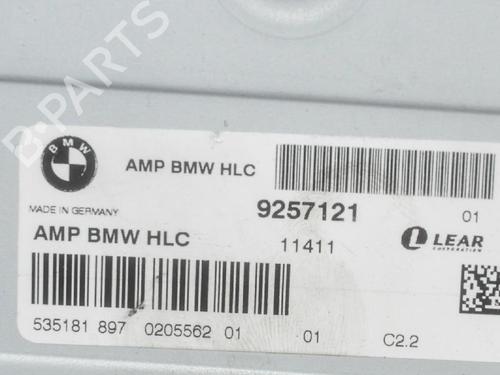 B-PARTS
BMW
AMP BMW HLC
MADE IN GERMANY
9257121 01
AMP BMW HLC 11411 LEAR
CORPORATION
535181 897 0205562 01 01 C2.2